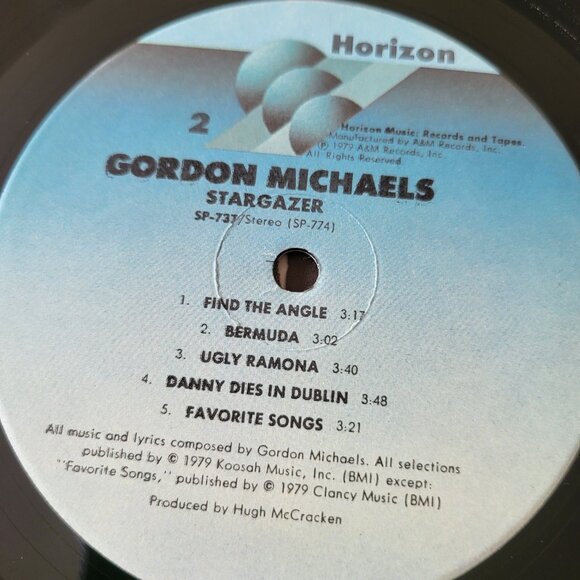 Horizon
2
Horizon Music: Records and Tapes.
Manufactured by A&M Records, Inc.
℗ 1979 A&M Records, Inc.
All Rights Reserved.
GORDON MICHAELS
STARGAZER
SP-737/Stereo (SP-774)
1. FIND THE ANGLE 3:17
2. BERMUDA 3:02
3. UGLY RAMONA 3:40
4. DANNY DIES IN DUBLIN 3:48
5. FAVORITE SONGS 3:21
All music and lyrics composed by Gordon Michaels. All selections
published by © 1979 Koosah Music, Inc. (BMI) except:
"Favorite Songs," published by © 1979 Clancy Music (BMI)
Produced by Hugh McCracken